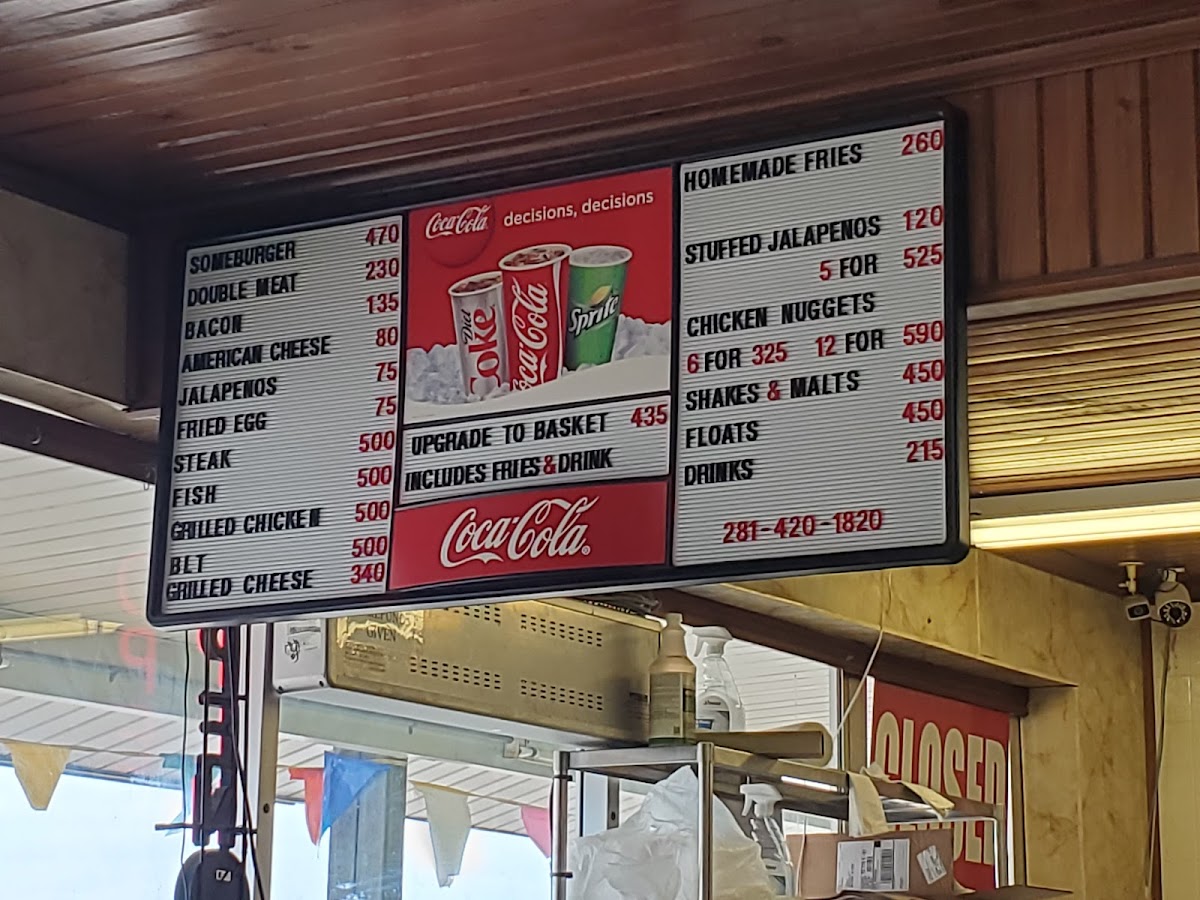 SOMEBURGER 470
DOUBLE MEAT 230
BACON 135
AMERICAN CHEESE 80
JALAPENOS 75
FRIED EGG 75
STEAK 500
FISH 500
GRILLED CHICKEN 500
BLT 500
GRILLED CHEESE 340
Coca-Cola decisions, decisions
Diet Coke
Coca-Cola
Sprite
UPGRADE TO BASKET 435
INCLUDES FRIES & DRINK
Coca-Cola®
HOMEMADE FRIES 260
STUFFED JALAPENOS 120
5 FOR 525
CHICKEN NUGGETS
6 FOR 325 12 FOR 590
SHAKES & MALTS 450
FLOATS 450
DRINKS 215
281-420-1820
GIVEN
CLOSED